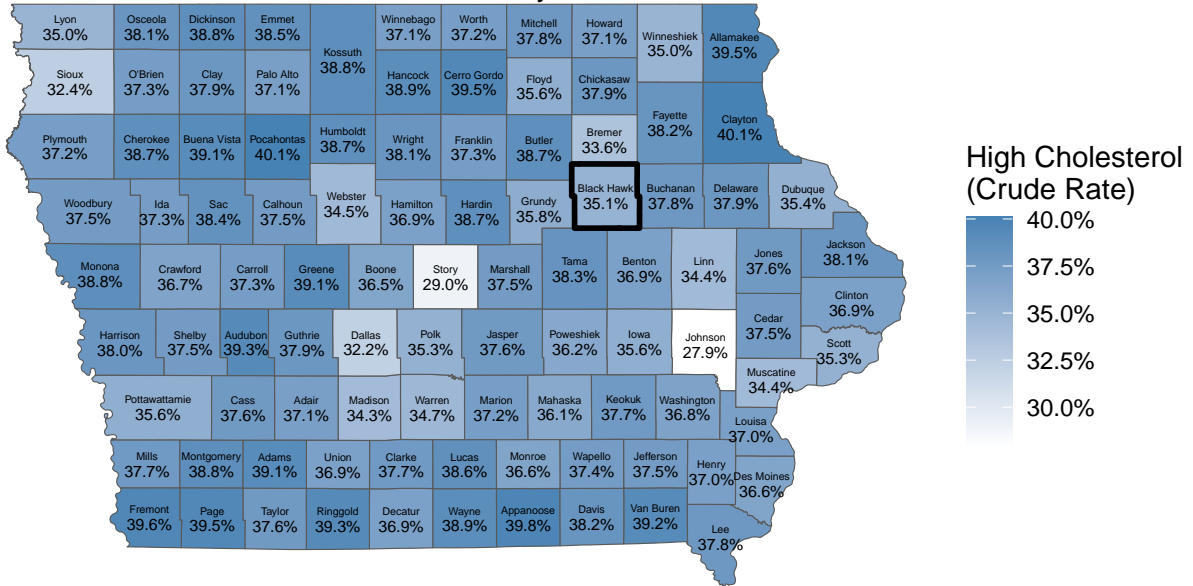 Lyon
35.0%
Osceola
38.1%
Dickinson
38.8%
Emmet
38.5%
Kossuth
38.8%
Winnebago
37.1%
Worth
37.2%
Mitchell
37.8%
Howard
37.1%
Winneshiek
35.0%
Allamakee
39.5%
Sioux
32.4%
O'Brien
37.3%
Clay
37.9%
Palo Alto
37.1%
Hancock
38.9%
Cerro Gordo
39.5%
Floyd
35.6%
Chickasaw
37.9%
Fayette
38.2%
Clayton
40.1%
Plymouth
37.2%
Cherokee
38.7%
Buena Vista
39.1%
Pocahontas
40.1%
Humboldt
38.7%
Wright
38.1%
Franklin
37.3%
Butler
38.7%
Bremer
33.6%
Woodbury
37.5%
Ida
37.3%
Sac
38.4%
Calhoun
37.5%
Webster
34.5%
Hamilton
36.9%
Hardin
38.7%
Grundy
35.8%
Black Hawk
35.1%
Buchanan
37.8%
Delaware
37.9%
Dubuque
35.4%
Monona
38.8%
Crawford
36.7%
Carroll
37.3%
Greene
39.1%
Boone
36.5%
Story
29.0%
Marshall
37.5%
Tama
38.3%
Benton
36.9%
Linn
34.4%
Jones
37.6%
Jackson
38.1%
Clinton
36.9%
Harrison
38.0%
Shelby
37.5%
Audubon
39.3%
Guthrie
37.9%
Dallas
32.2%
Polk
35.3%
Jasper
37.6%
Poweshiek
36.2%
Iowa
35.6%
Johnson
27.9%
Cedar
37.5%
Scott
35.3%
Muscatine
34.4%
Pottawattamie
35.6%
Cass
37.6%
Adair
37.1%
Madison
34.3%
Warren
34.7%
Marion
37.2%
Mahaska
36.1%
Keokuk
37.7%
Washington
36.8%
Louisa
37.0%
Mills
37.7%
Montgomery
38.8%
Adams
39.1%
Union
36.9%
Clarke
37.7%
Lucas
38.6%
Monroe
36.6%
Wapello
37.4%
Jefferson
37.5%
Henry
37.0%
Des Moines
36.6%
Fremont
39.6%
Page
39.5%
Taylor
37.6%
Ringgold
39.3%
Decatur
36.9%
Wayne
38.9%
Appanoose
39.8%
Davis
38.2%
Van Buren
39.2%
Lee
37.8%
High Cholesterol
(Crude Rate)
40.0%
37.5%
35.0%
32.5%
30.0%